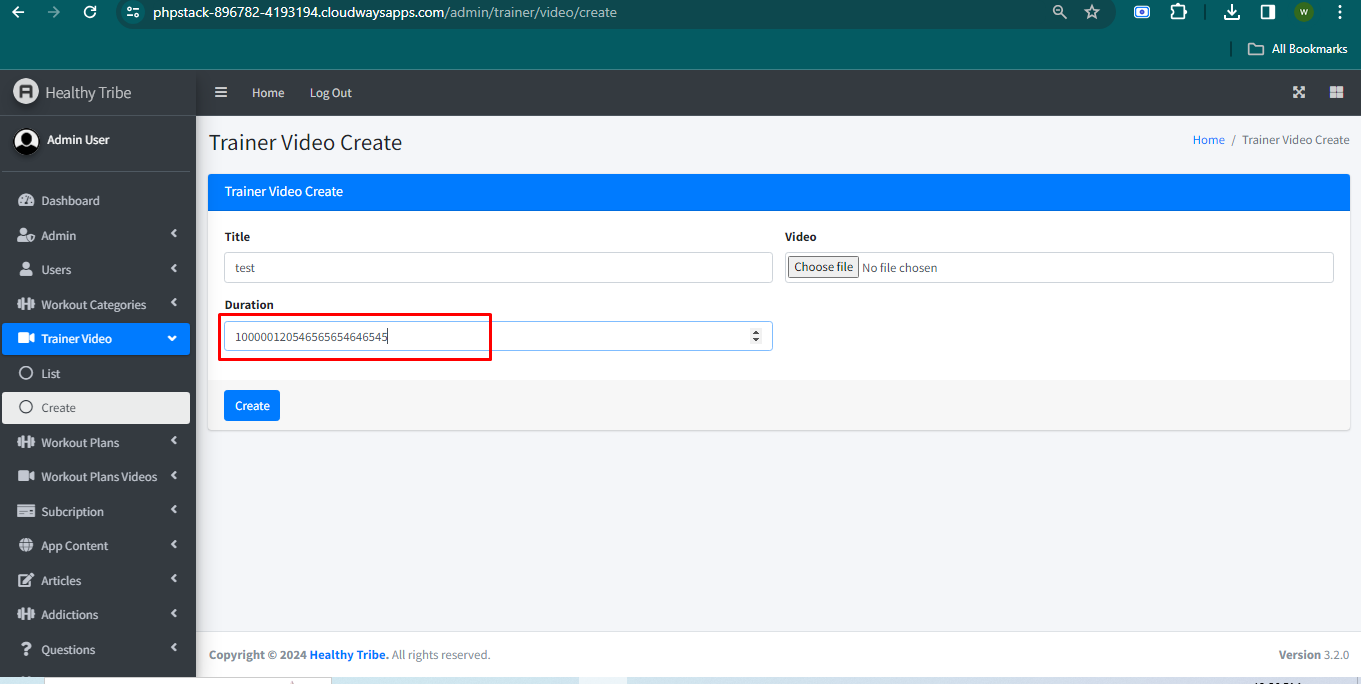 phpstack-896782-4193194.cloudwaysapps.com/admin/trainer/video/create
W
All Bookmarks
Healthy Tribe
Home
Log Out
Admin User
Trainer Video Create
Home / Trainer Video Create
Trainer Video Create
Dashboard
Admin
Users
Workout Categories
Trainer Video
List
Create
Workout Plans
Workout Plans Videos
Subcription
App Content
Articles
Addictions
Questions
Title
Video
test
Choose file No file chosen
Duration
100000120546565654646545
Create
Copyright © 2024 Healthy Tribe. All rights reserved.
Version 3.2.0